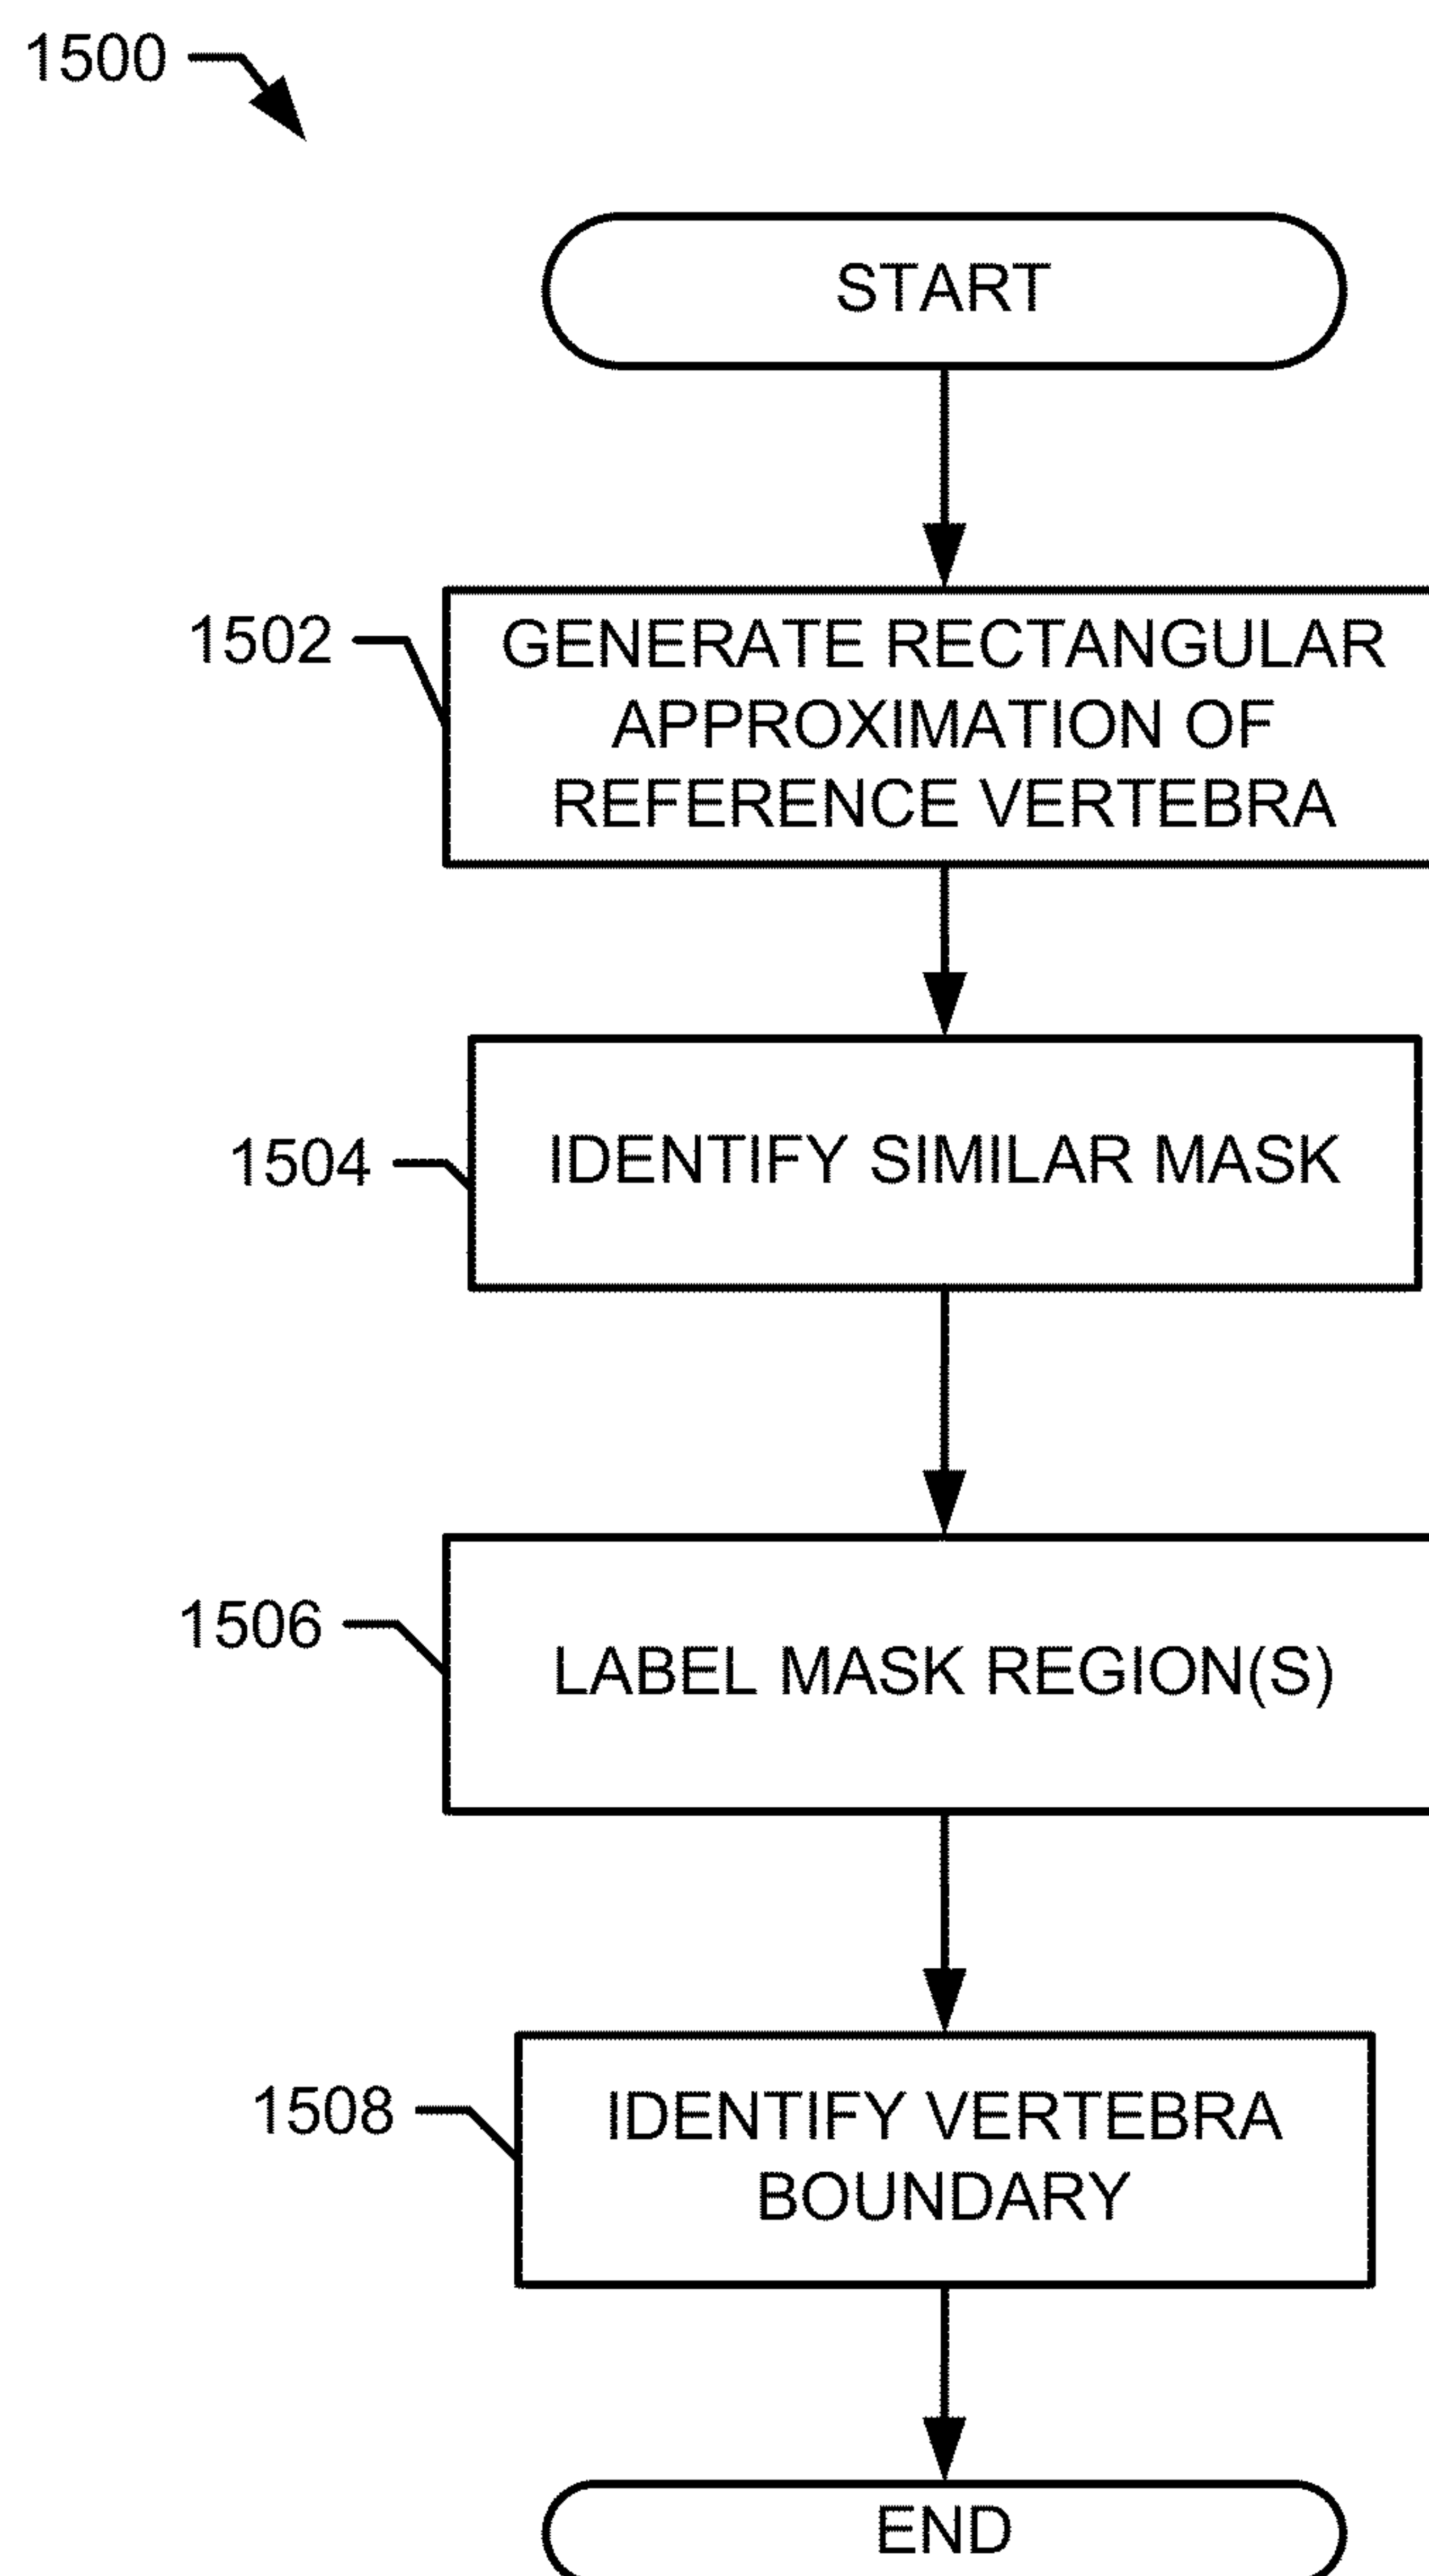 1500
START
1502
GENERATE RECTANGULAR
APPROXIMATION OF
REFERENCE VERTEBRA
1504
IDENTIFY SIMILAR MASK
1506
LABEL MASK REGION(S)
1508
IDENTIFY VERTEBRA
BOUNDARY
END